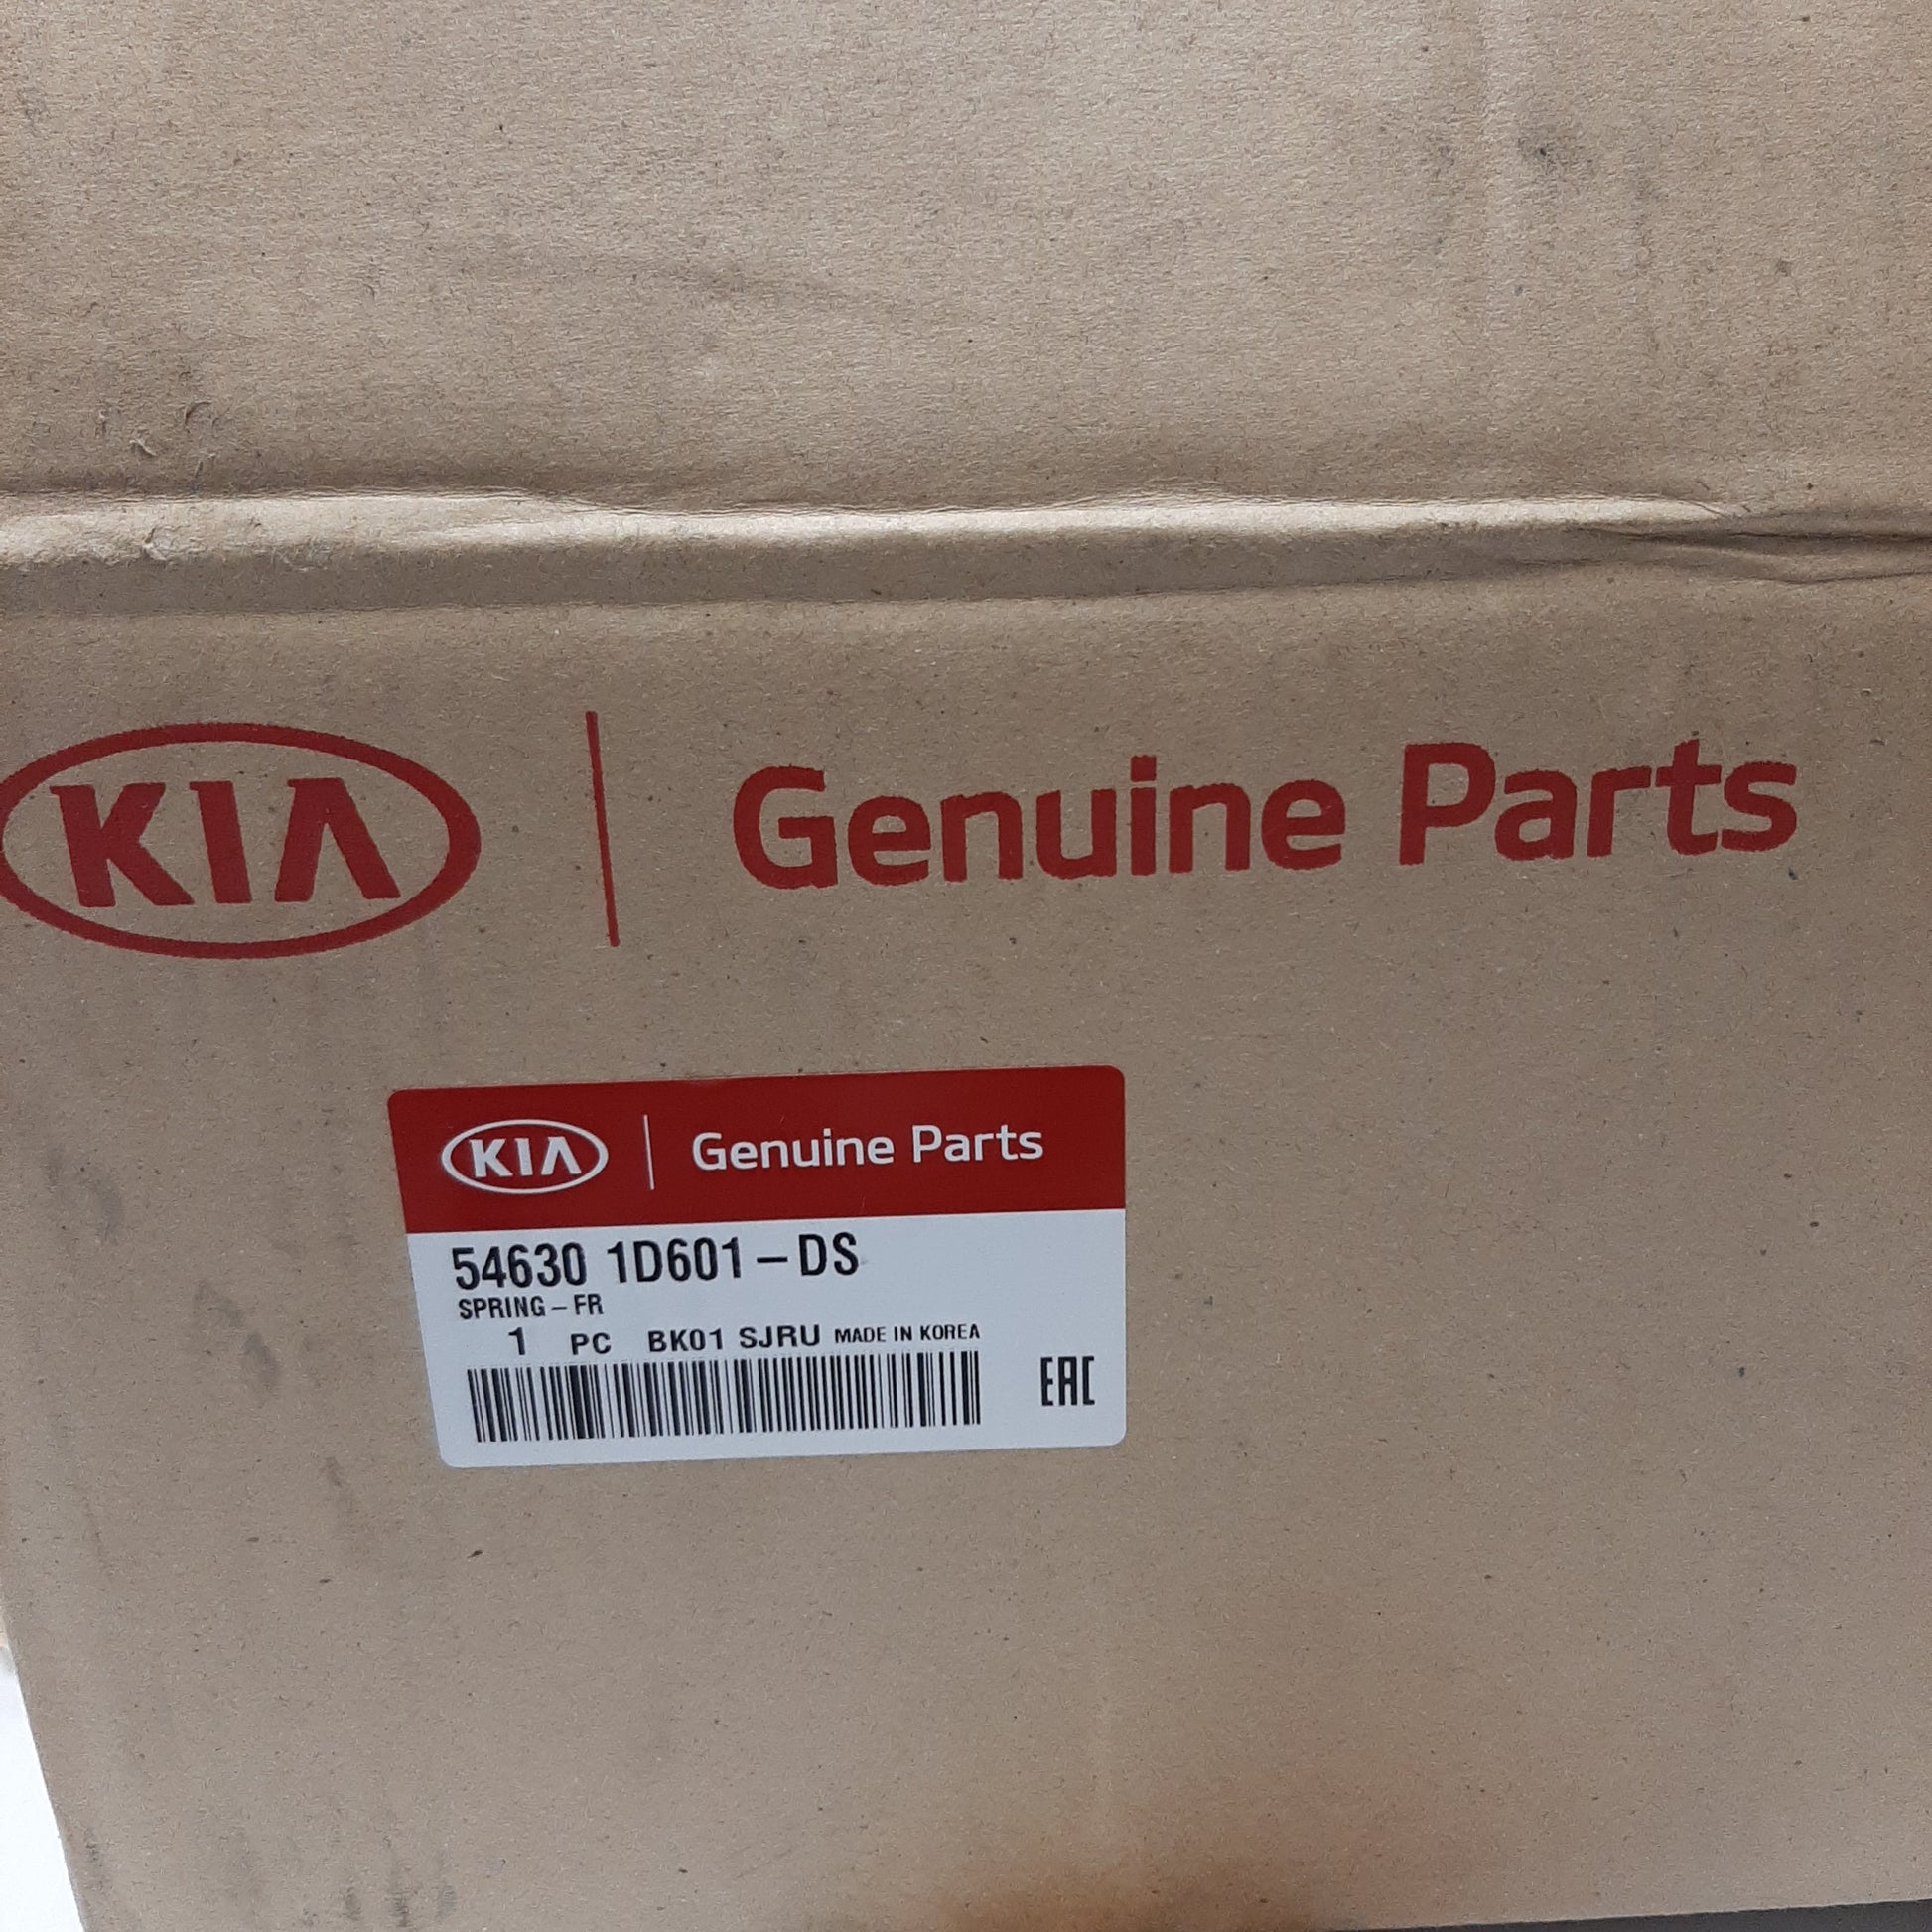 KIA Genuine Parts
KIA Genuine Parts
54630 1D601-DS
SPRING-FR
1 PC BK01 SJRU MADE IN KOREA
EAC